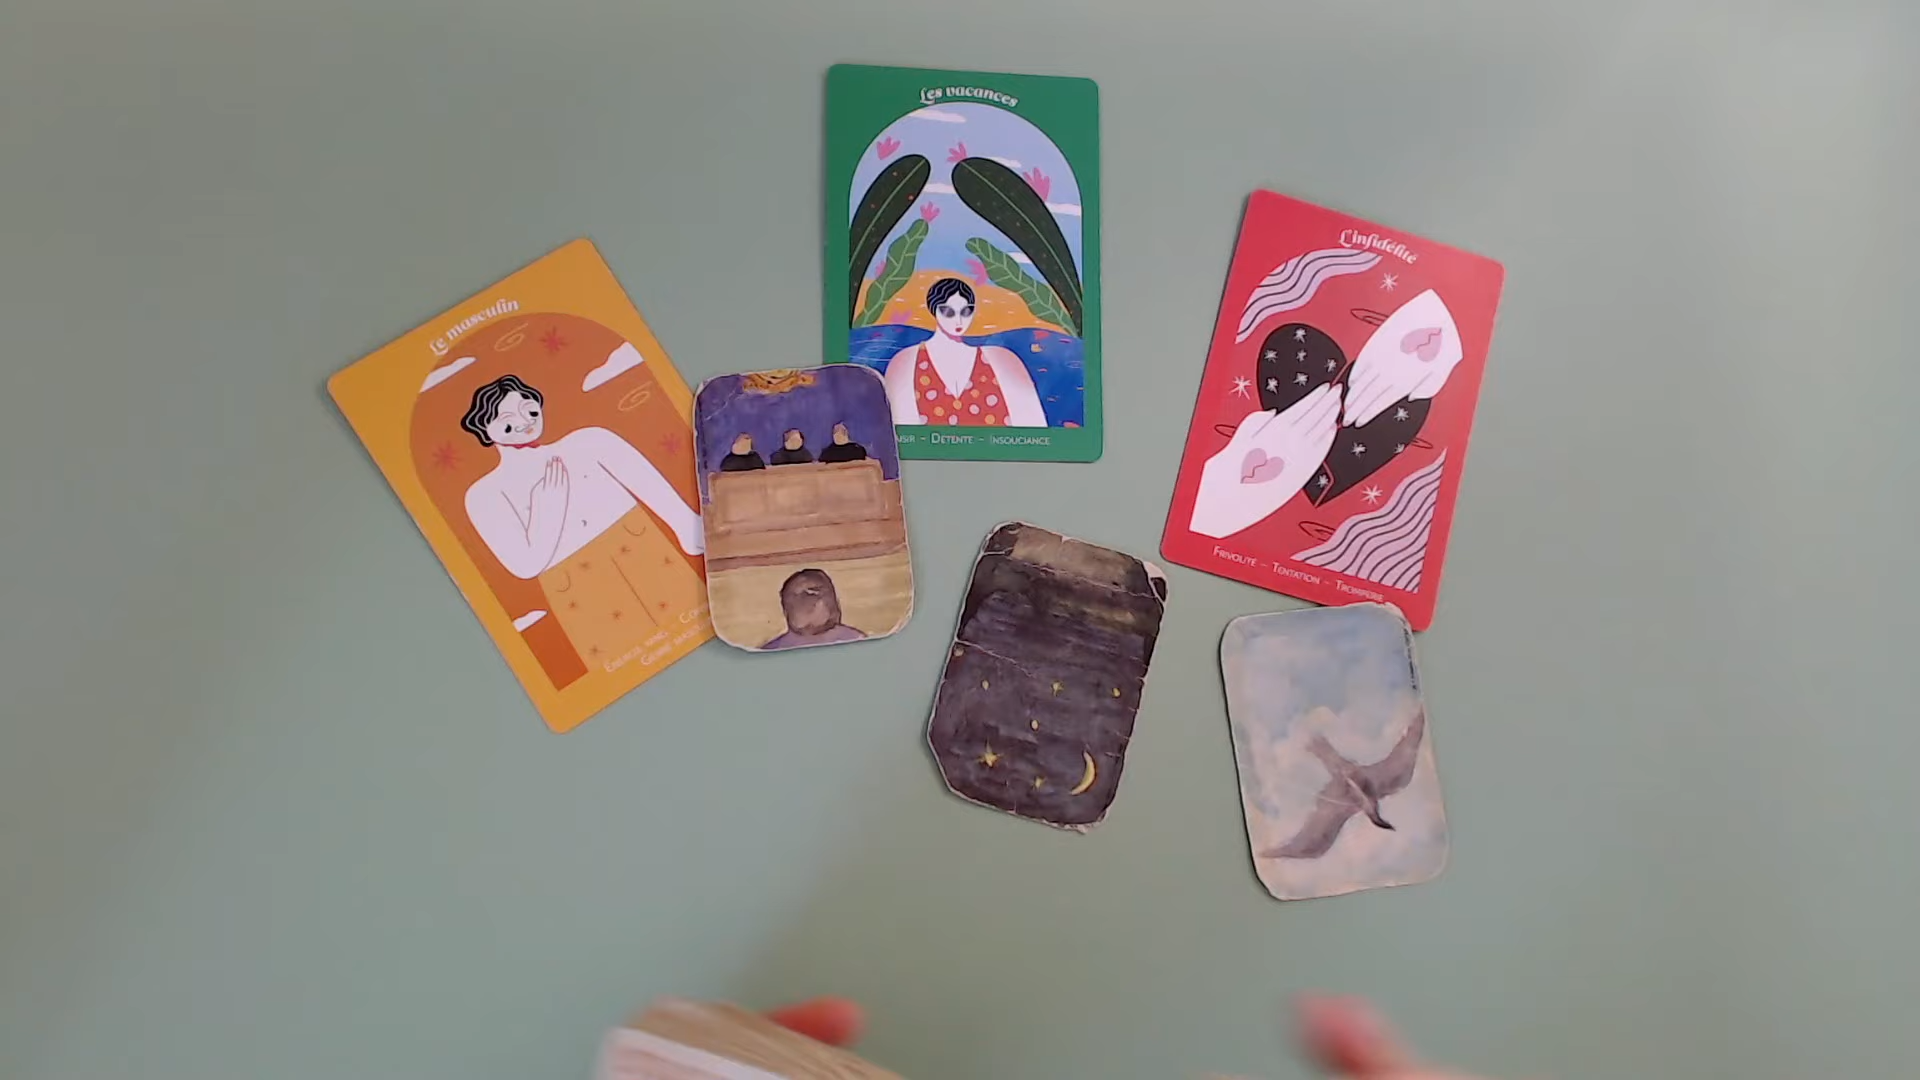 Le masculin
Les vacances
Détente – Insouciance
L'infidélité
Frivolité – Tentation – Tromperie